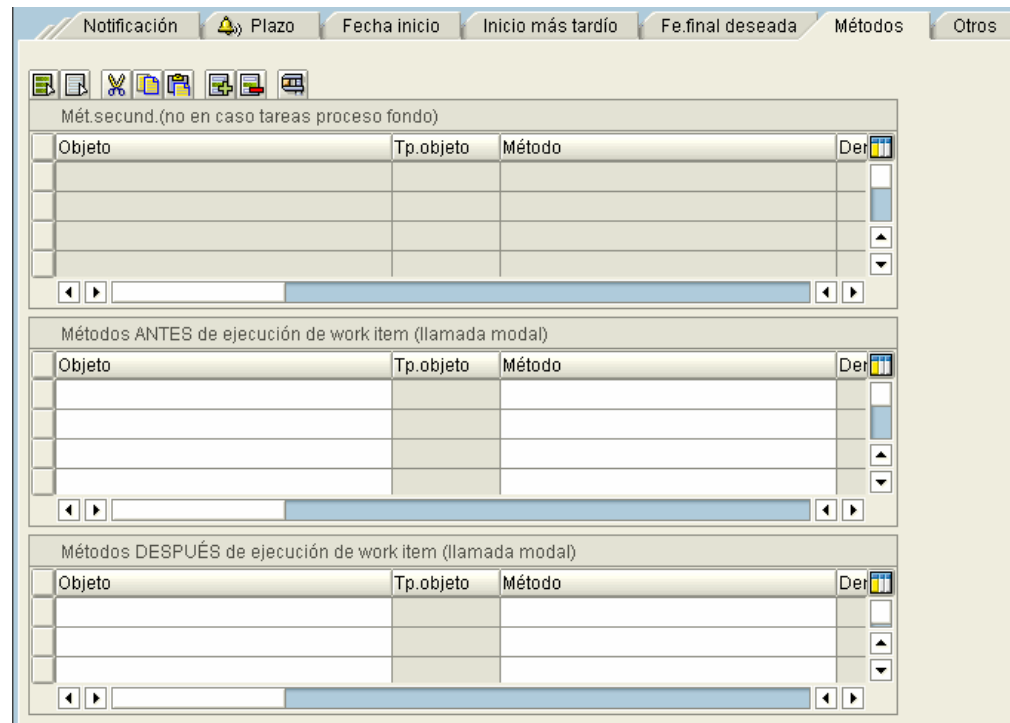 Notificación Plazo Fecha inicio Inicio más tardío Fe.final deseada Métodos Otros
Mét.secund.(no en caso tareas proceso fondo)
Objeto Tp.objeto Método Der
Métodos ANTES de ejecución de work item (llamada modal)
Objeto Tp.objeto Método Der
Métodos DESPUÉS de ejecución de work item (llamada modal)
Objeto Tp.objeto Método Der